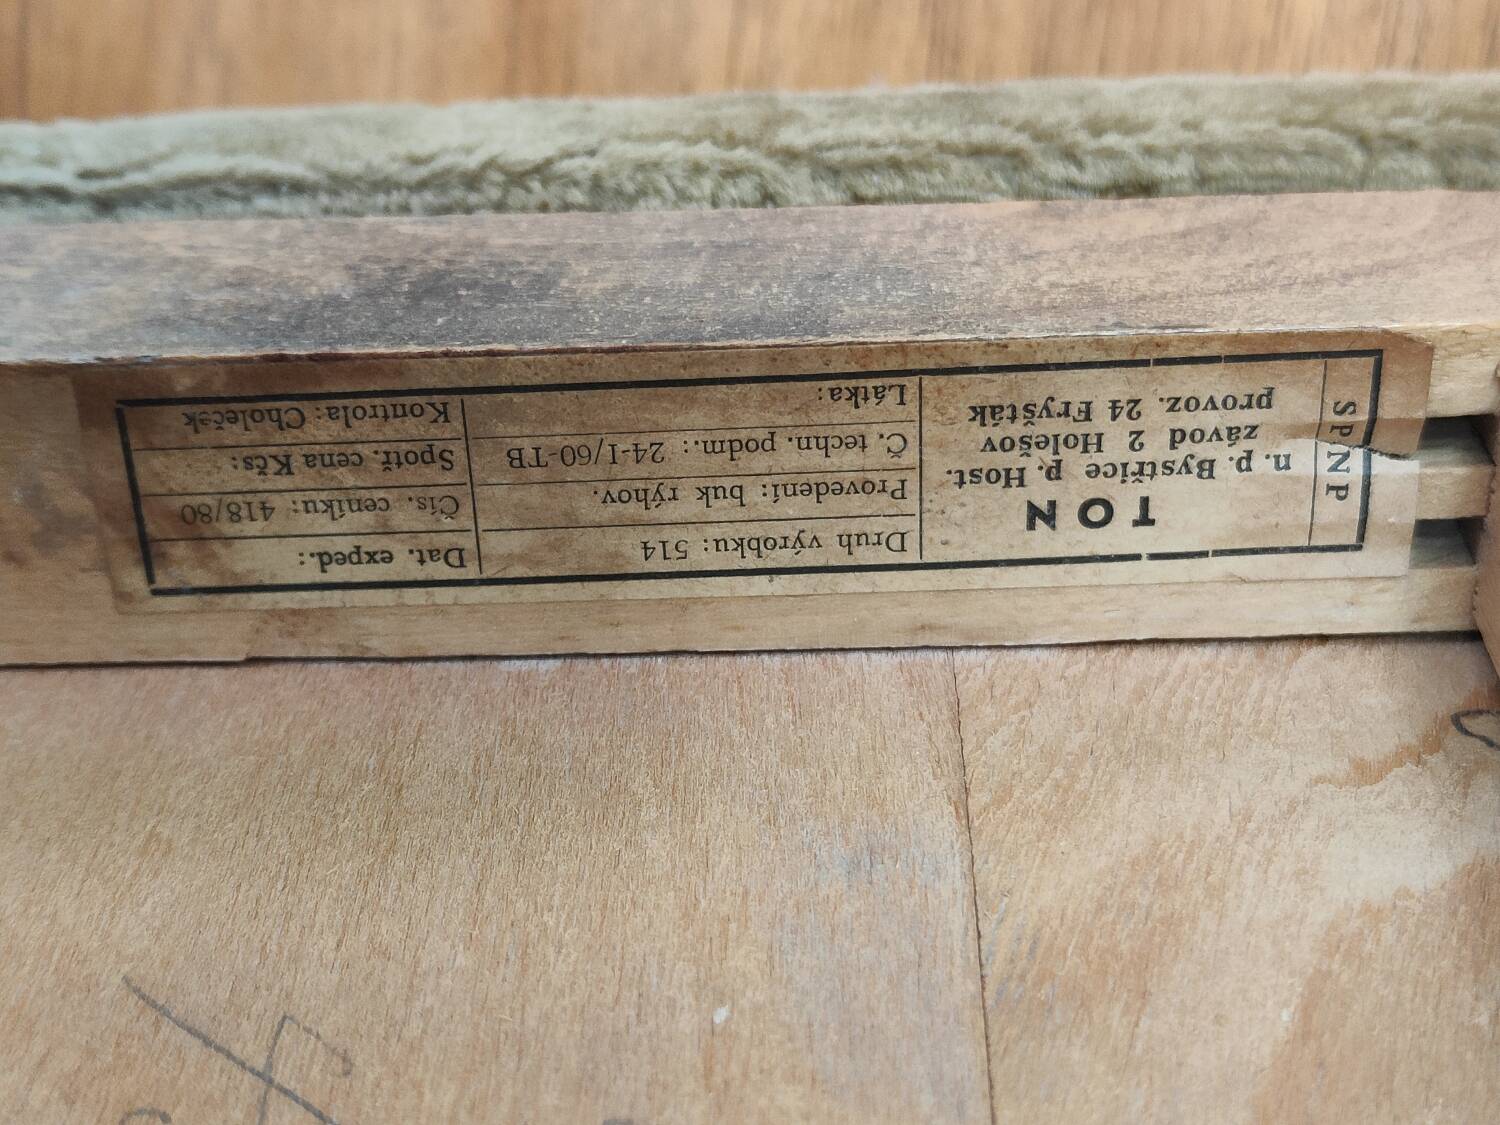 SPNP
TON
n. p. Bystřice p. Host.
závod 2 Holešov
provoz. 24 Fryšták
Druh výrobku: 514
Provedení: buk rýhov.
Č. techn. podm.: 24-I/60-TB
Látka:
Dat. exped.:
Čís. ceníku: 418/80
Spotř. cena Kčs:
Kontrola: Choleček